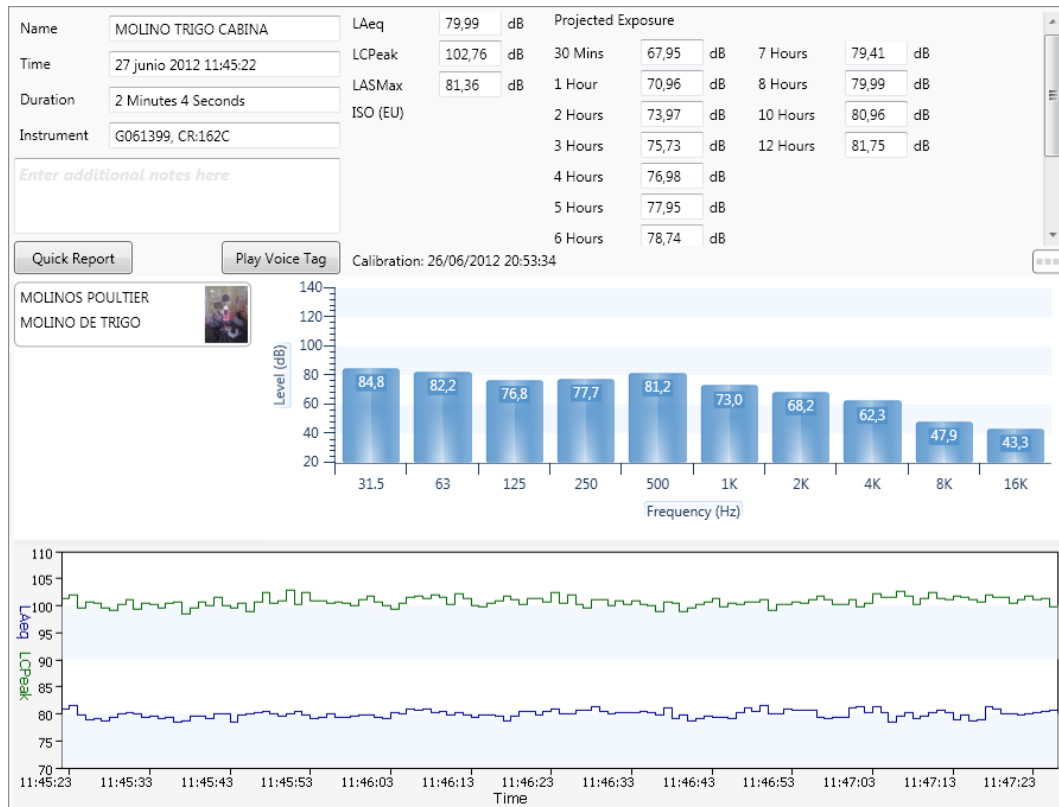 Name MOLINO TRIGO CABINA
Time 27 junio 2012 11:45:22
Duration 2 Minutes 4 Seconds
Instrument G061399, CR:162C
Enter additional notes here
Quick Report Play Voice Tag
LAeq 79,99 dB
LCPeak 102,76 dB
LASMax 81,36 dB
ISO (EU)
Projected Exposure
30 Mins 67,95 dB 7 Hours 79,41 dB
1 Hour 70,96 dB 8 Hours 79,99 dB
2 Hours 73,97 dB 10 Hours 80,96 dB
3 Hours 75,73 dB 12 Hours 81,75 dB
4 Hours 76,98 dB
5 Hours 77,95 dB
6 Hours 78,74 dB
Calibration: 26/06/2012 20:53:34
MOLINOS POULTIER
MOLINO DE TRIGO
Level (dB)
140
120
100
80
60
40
20
84,8 82,2 76,8 77,7 81,2 73,0 68,2 62,3 47,9 43,3
31.5 63 125 250 500 1K 2K 4K 8K 16K
Frequency (Hz)
LAeq LCPeak
110
105
100
95
90
85
80
75
70
11:45:23 11:45:33 11:45:43 11:45:53 11:46:03 11:46:13 11:46:23 11:46:33 11:46:43 11:46:53 11:47:03 11:47:13 11:47:23
Time